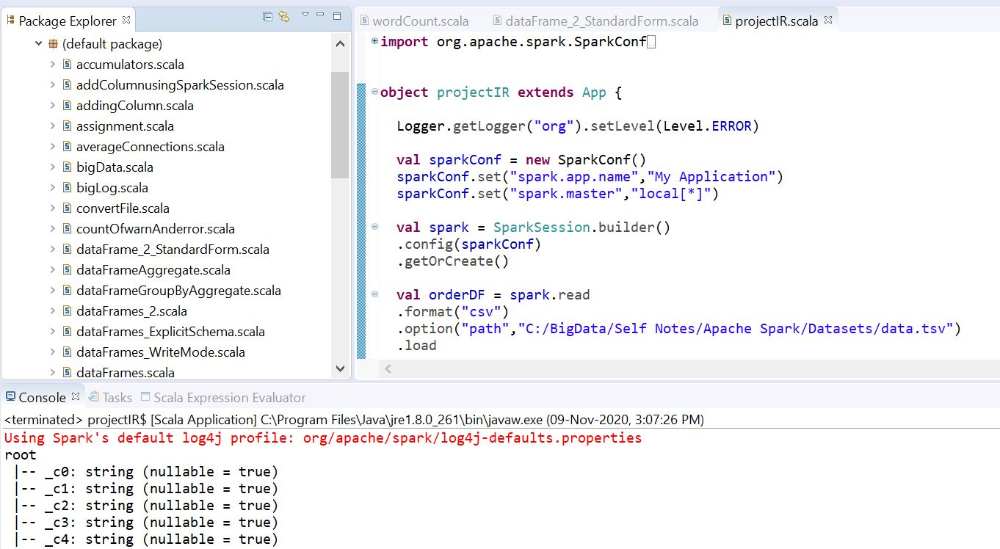 Package Explorer
(default package)
accumulators.scala
addColumnusingSparkSession.scala
addingColumn.scala
assignment.scala
averageConnections.scala
bigData.scala
bigLog.scala
convertFile.scala
countOfwarnAnderror.scala
dataFrame_2_StandardForm.scala
dataFrameAggregate.scala
dataFrameGroupByAggregate.scala
dataFrames_2.scala
dataFrames_ExplicitSchema.scala
dataFrames_WriteMode.scala
dataFrames.scala
wordCount.scala dataFrame_2_StandardForm.scala projectIR.scala
import org.apache.spark.SparkConf
object projectIR extends App {
Logger.getLogger("org").setLevel(Level.ERROR)
val sparkConf = new SparkConf()
sparkConf.set("spark.app.name","My Application")
sparkConf.set("spark.master","local[*]")
val spark = SparkSession.builder()
.config(sparkConf)
.getOrCreate()
val orderDF = spark.read
.format("csv")
.option("path","C:/BigData/Self Notes/Apache Spark/Datasets/data.tsv")
.load
Console Tasks Scala Expression Evaluator
<terminated> projectIR$ [Scala Application] C:\Program Files\Java\jre1.8.0_261\bin\javaw.exe (09-Nov-2020, 3:07:26 PM)
Using Spark's default log4j profile: org/apache/spark/log4j-defaults.properties
root
|-- _c0: string (nullable = true)
|-- _c1: string (nullable = true)
|-- _c2: string (nullable = true)
|-- _c3: string (nullable = true)
|-- _c4: string (nullable = true)